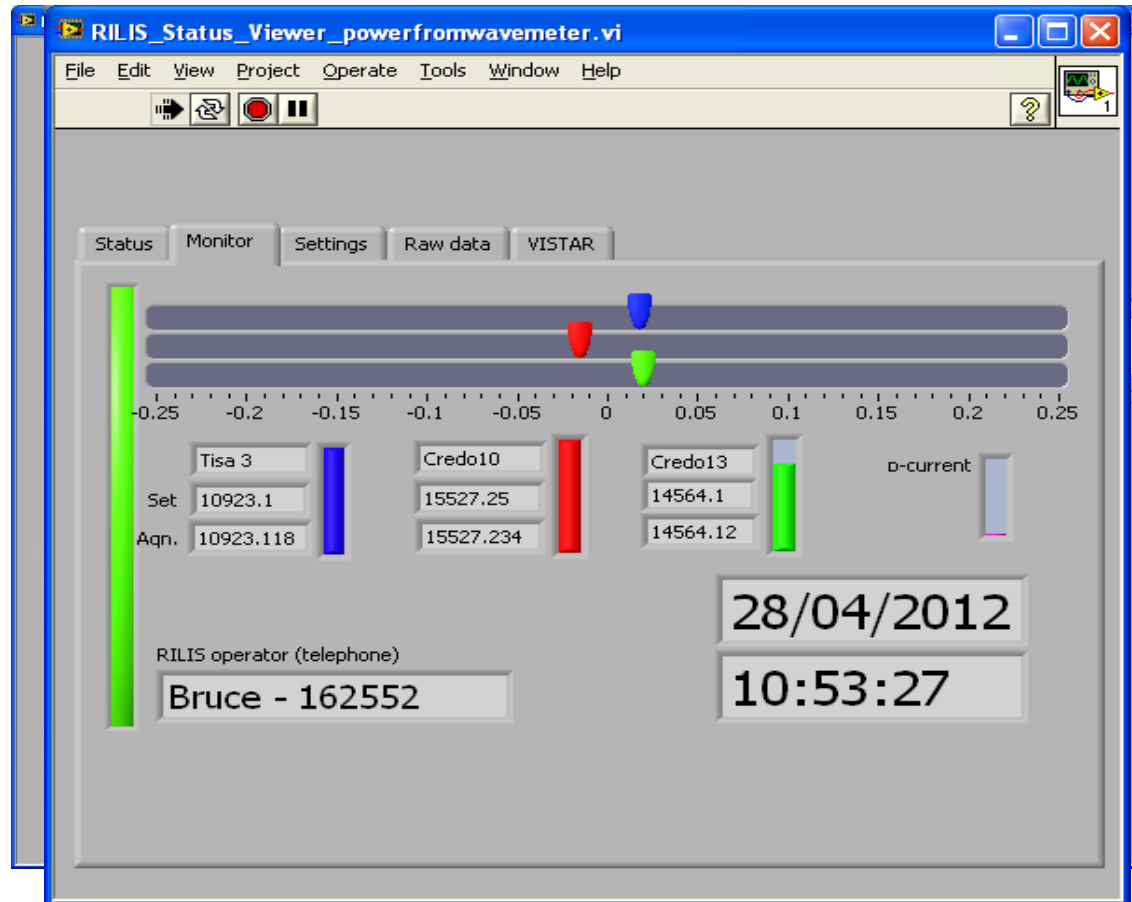 RILIS_Status_Viewer_powerfromwavemeter.vi
File Edit View Project Operate Tools Window Help
1
Status Monitor Settings Raw data VISTAR
-0.25 -0.2 -0.15 -0.1 -0.05 0 0.05 0.1 0.15 0.2 0.25
Tisa 3 Credo10 Credo13 p-current
Set 10923.1 15527.25 14564.1
Aqn. 10923.118 15527.234 14564.12
28/04/2012
RILIS operator (telephone)
Bruce - 162552
10:53:27